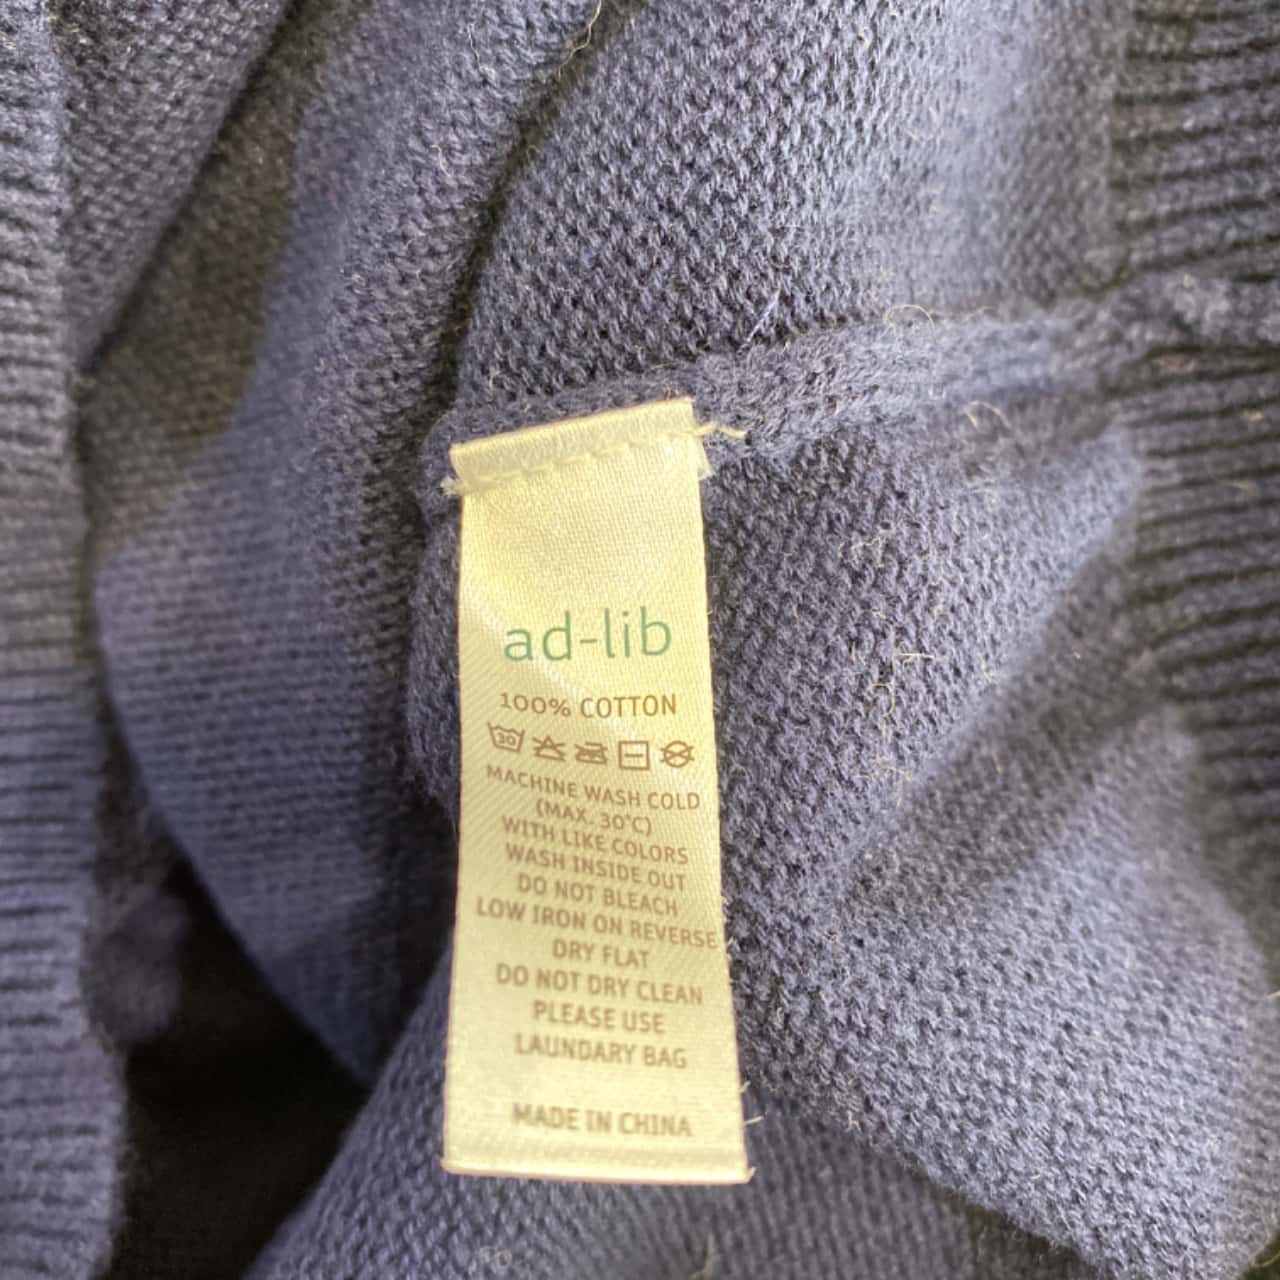 ad-lib
100% COTTON
30
MACHINE WASH COLD
(MAX. 30°C)
WITH LIKE COLORS
WASH INSIDE OUT
DO NOT BLEACH
LOW IRON ON REVERSE
DRY FLAT
DO NOT DRY CLEAN
PLEASE USE
LAUNDARY BAG
MADE IN CHINA